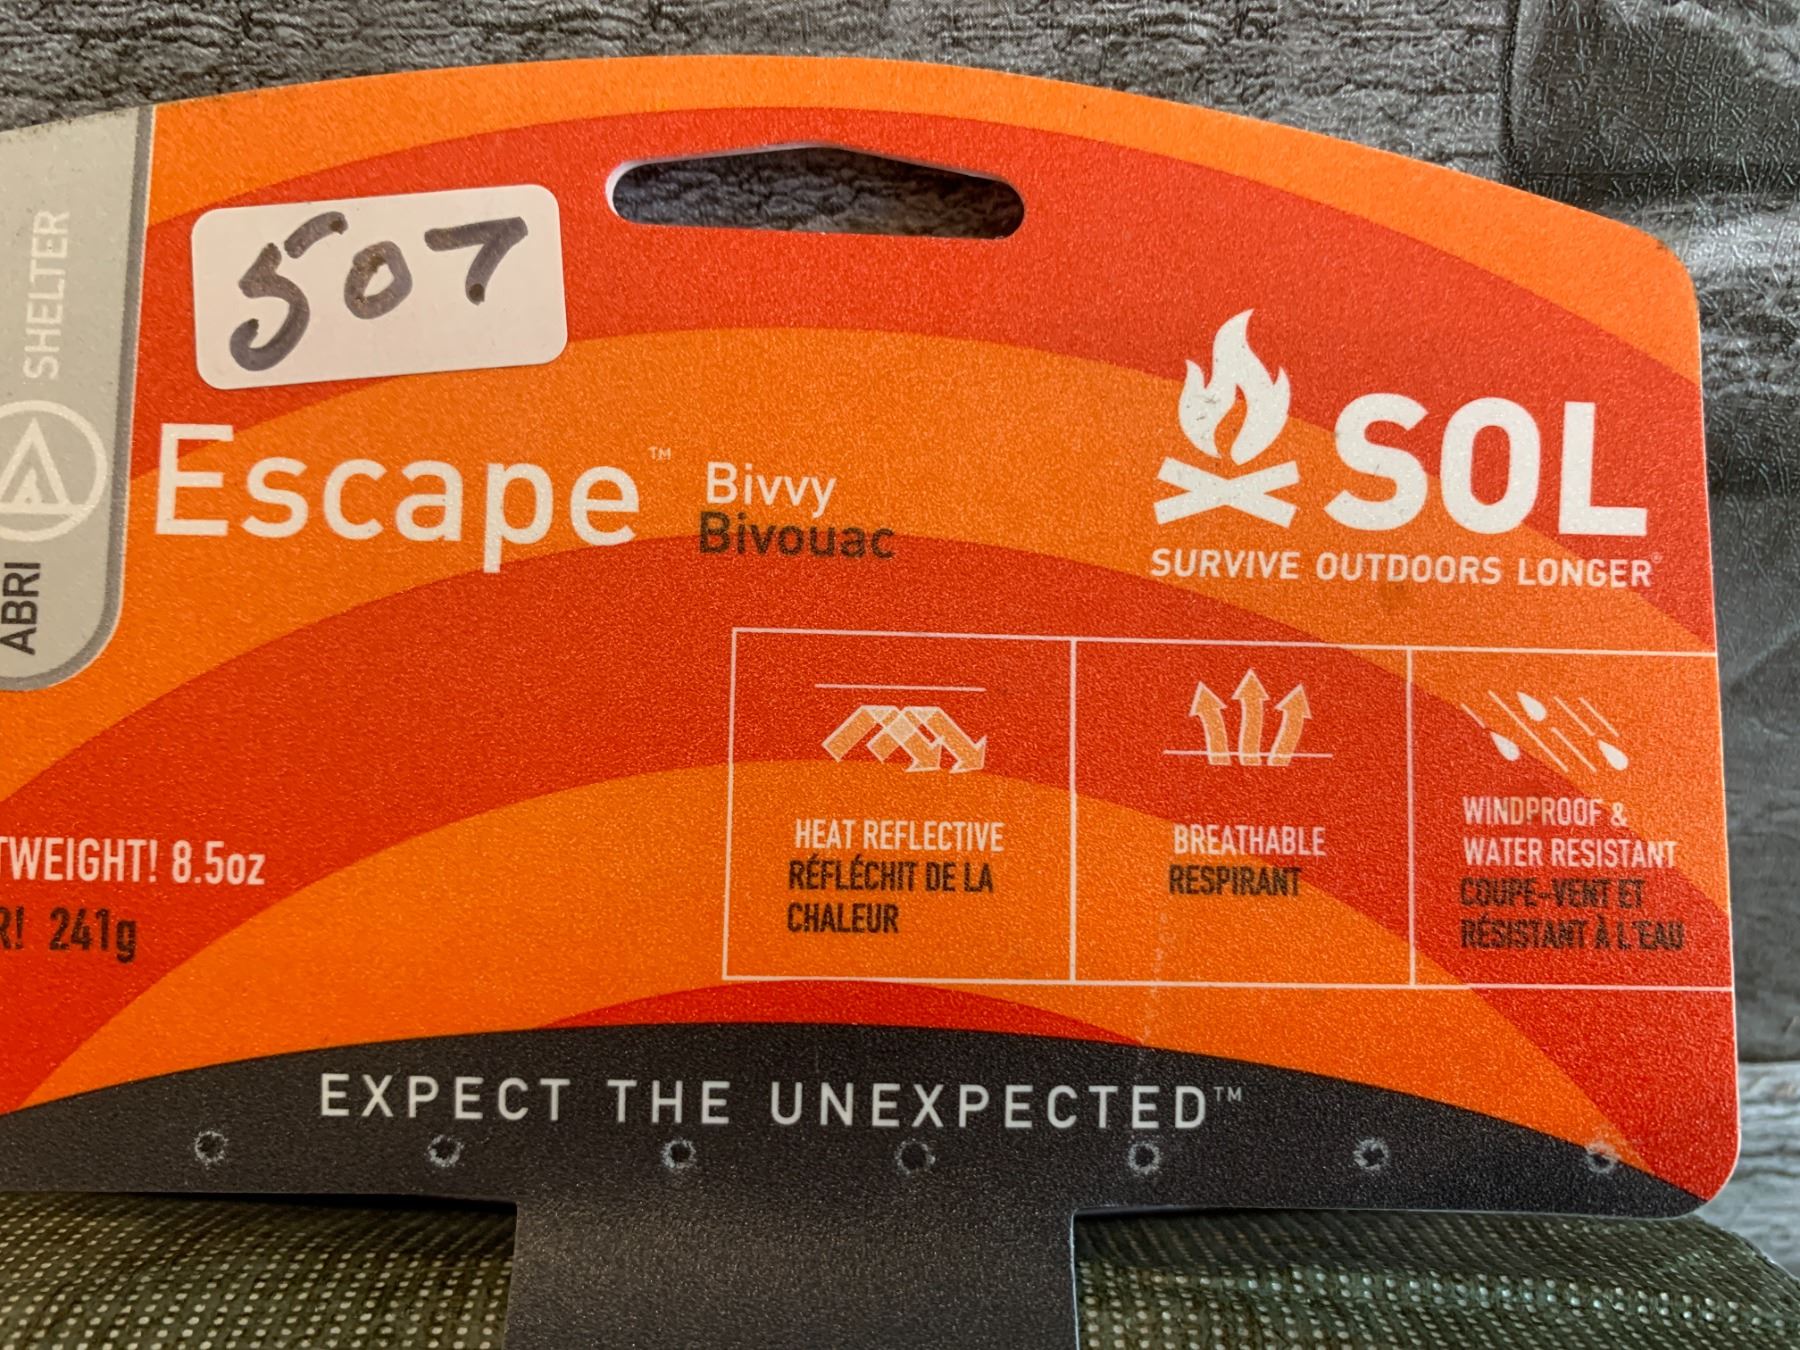 507
SHELTER
ABRI
Escape™
Bivvy
Bivouac
SOL
SURVIVE OUTDOORS LONGER®
TWEIGHT! 8.5oz
R! 241g
HEAT REFLECTIVE
RÉFLÉCHIT DE LA
CHALEUR
BREATHABLE
RESPIRANT
WINDPROOF &
WATER RESISTANT
COUPE-VENT ET
RÉSISTANT À L'EAU
EXPECT THE UNEXPECTED™